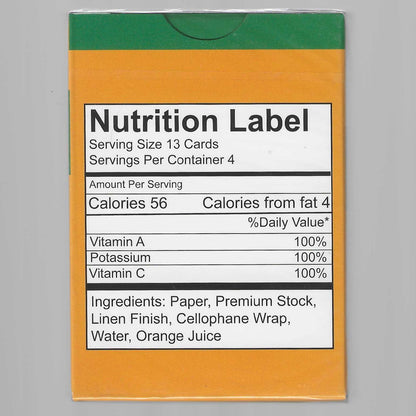 Nutrition Label
Serving Size 13 Cards
Servings Per Container 4
Amount Per Serving
Calories 56 Calories from fat 4
%Daily Value*
Vitamin A 100%
Potassium 100%
Vitamin C 100%
Ingredients: Paper, Premium Stock,
Linen Finish, Cellophane Wrap,
Water, Orange Juice